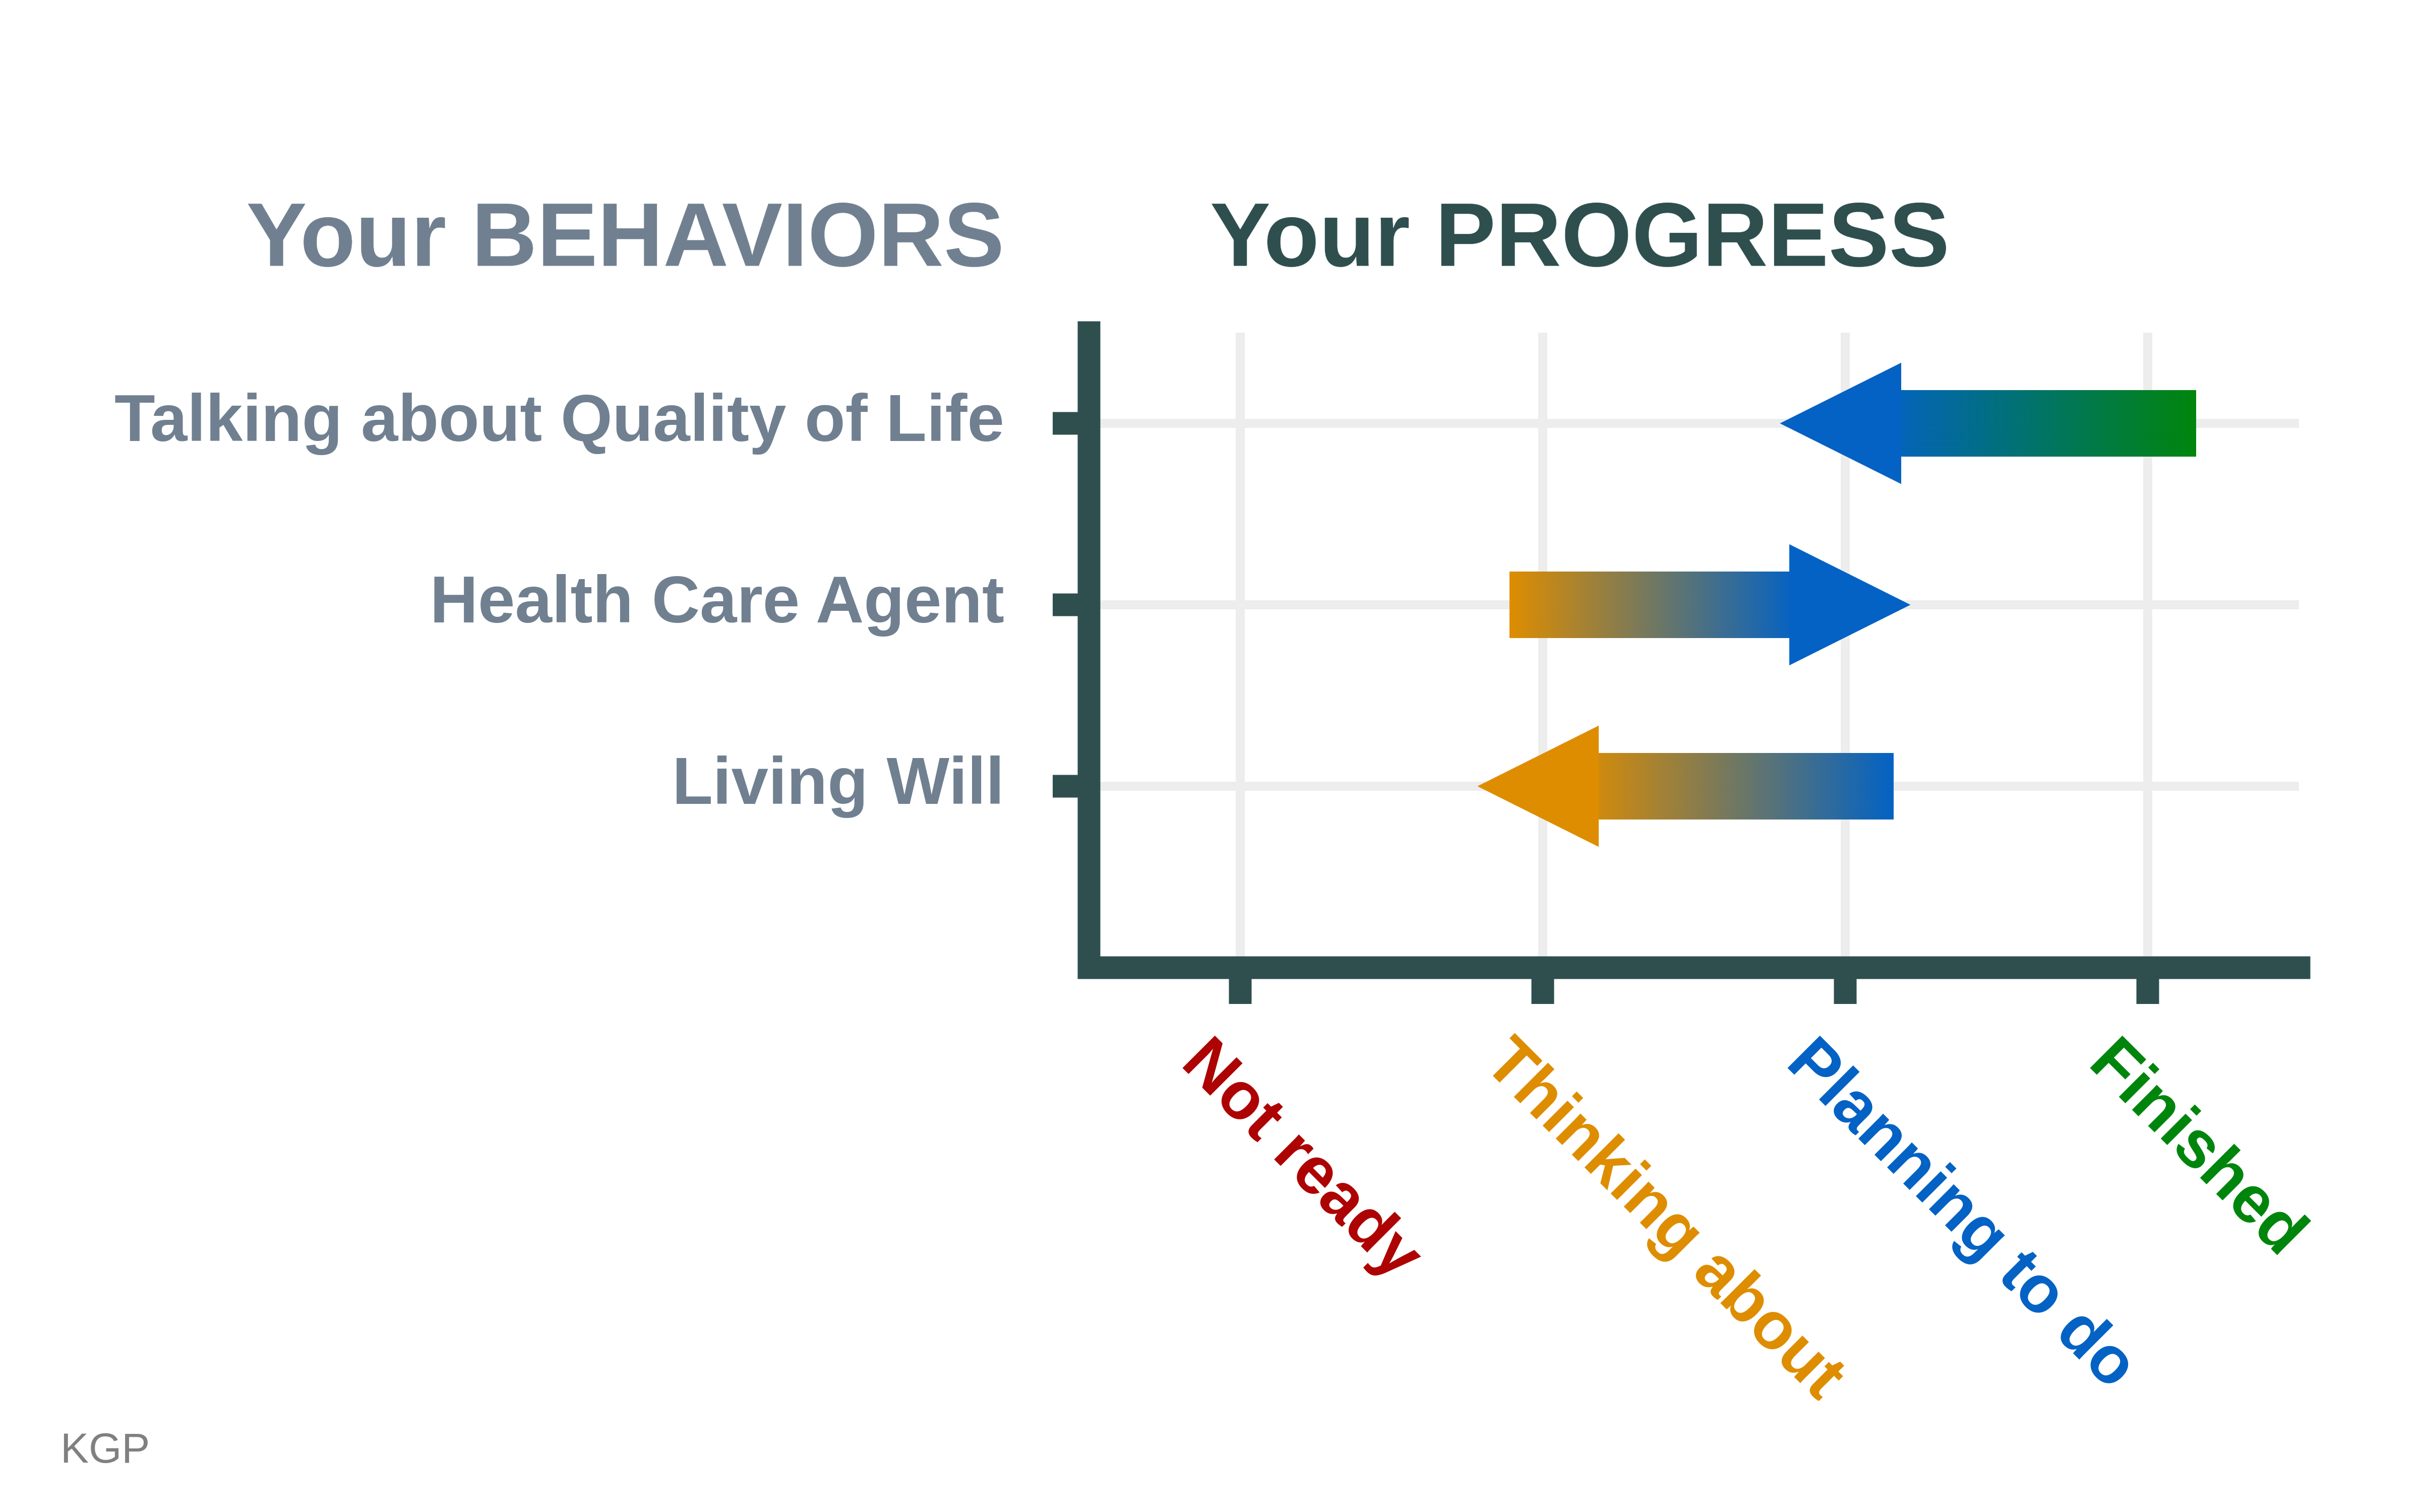 Your BEHAVIORS
Your PROGRESS
Talking about Quality of Life
Health Care Agent
Living Will
Not ready
Thinking about
Planning to do
Finished
KGP